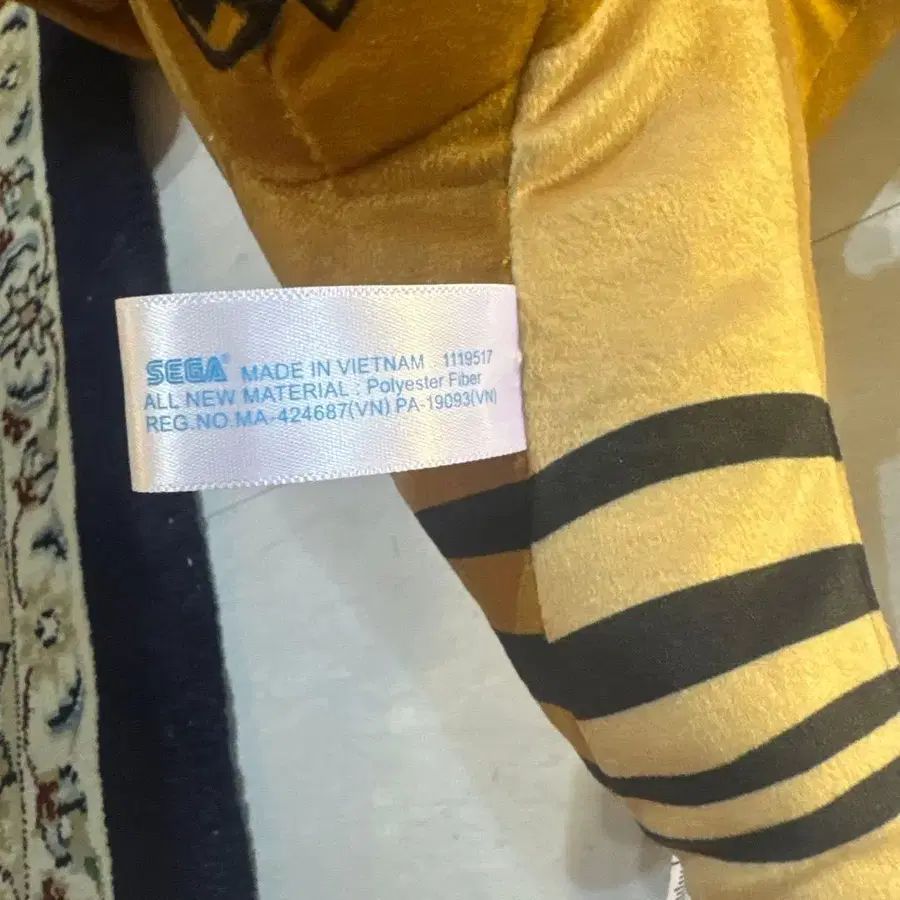 SEGA® MADE IN VIETNAM 1119517
ALL NEW MATERIAL : Polyester Fiber
REG.NO.MA-424687(VN) PA-19093(VN)